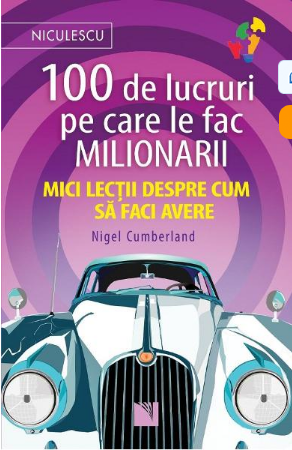 NICULESCU
100 de lucruri
pe care le fac
MILIONARII
MICI LECȚII DESPRE CUM
SĂ FACI AVERE
Nigel Cumberland